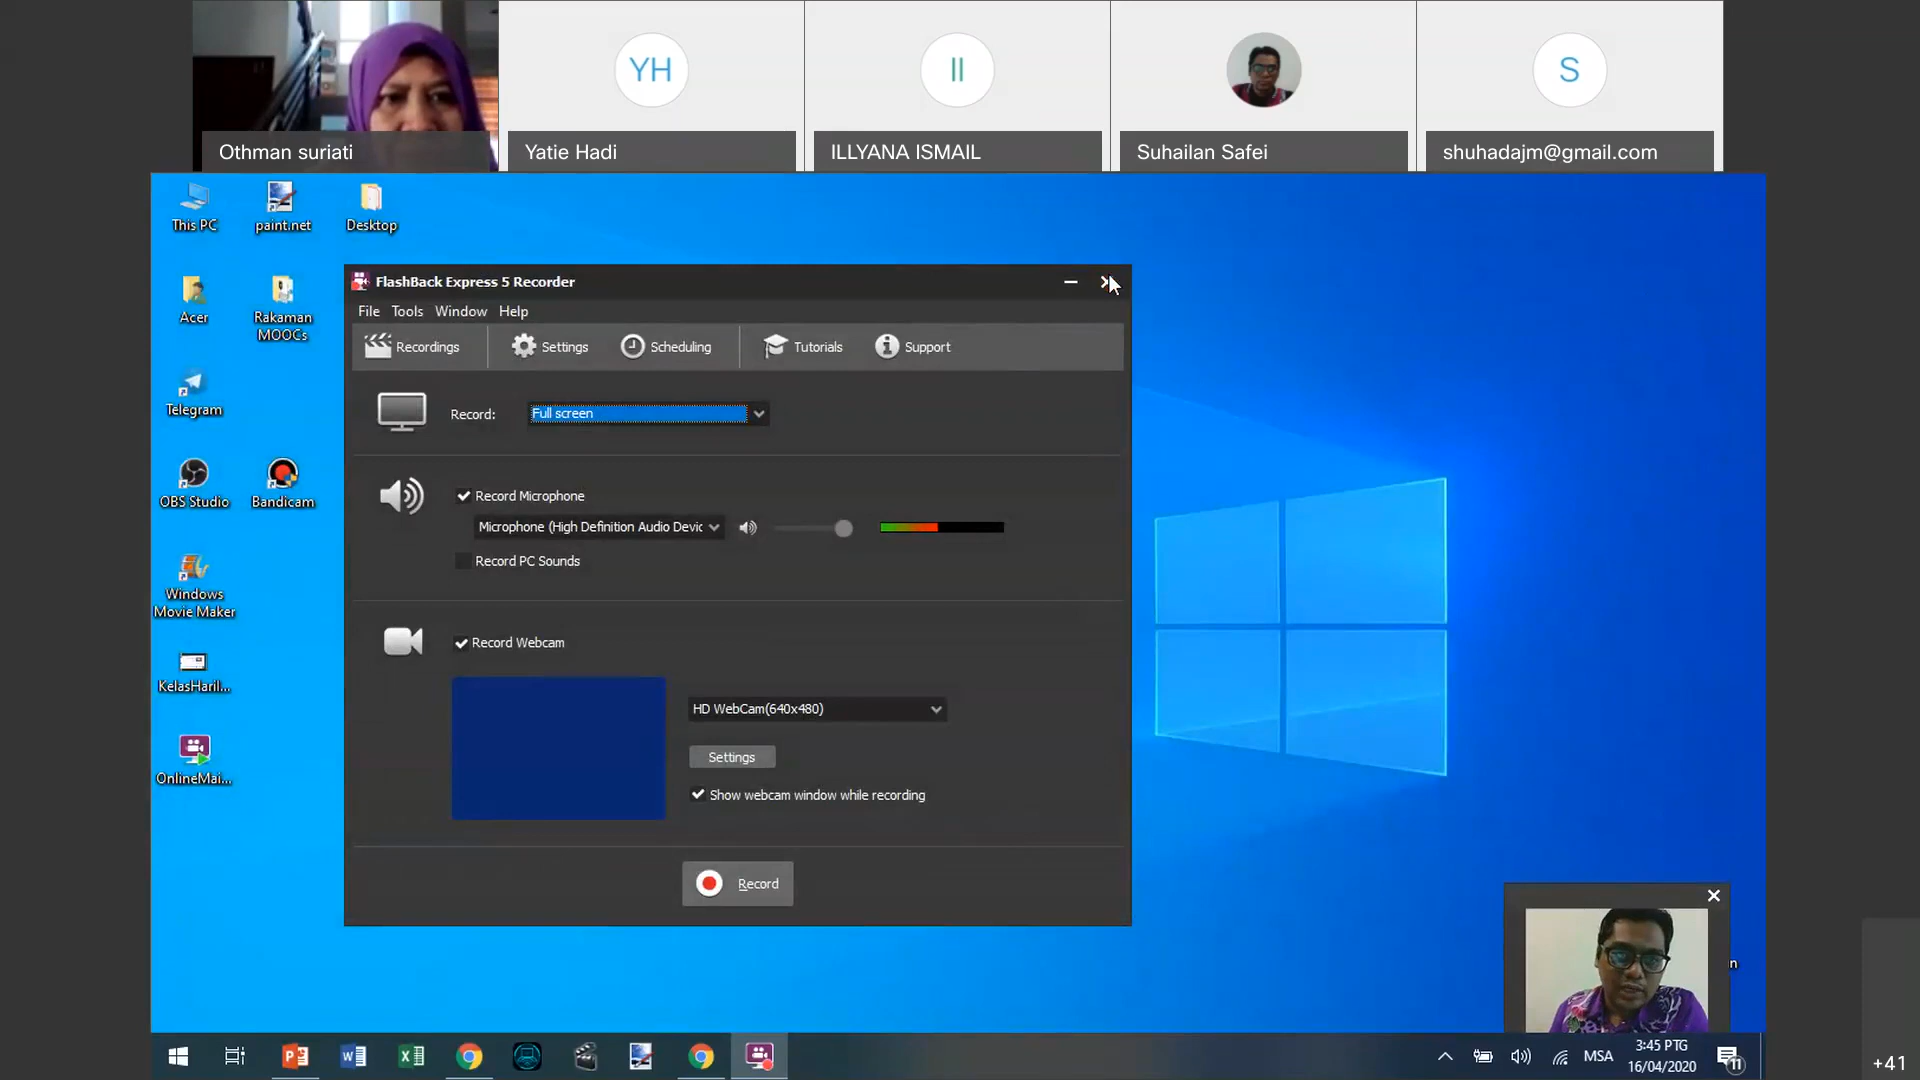 YH
II
S
Othman suriati
Yatie Hadi
ILLYANA ISMAIL
Suhailan Safei
shuhadajm@gmail.com
This PC
paint.net
Desktop
FlashBack Express 5 Recorder
File Tools Window Help
Recordings
Settings
Scheduling
Tutorials
Support
Acer
Rakaman
MOOCs
Telegram
Record:
Full screen
OBS Studio
Bandicam
Record Microphone
Microphone (High Definition Audio Devic
Record PC Sounds
Windows
Movie Maker
Record Webcam
KelasHaril...
HD WebCam(640x480)
Settings
OnlineMai...
Show webcam window while recording
Record
n
MSA
3:45 PTG
16/04/2020
11
+41